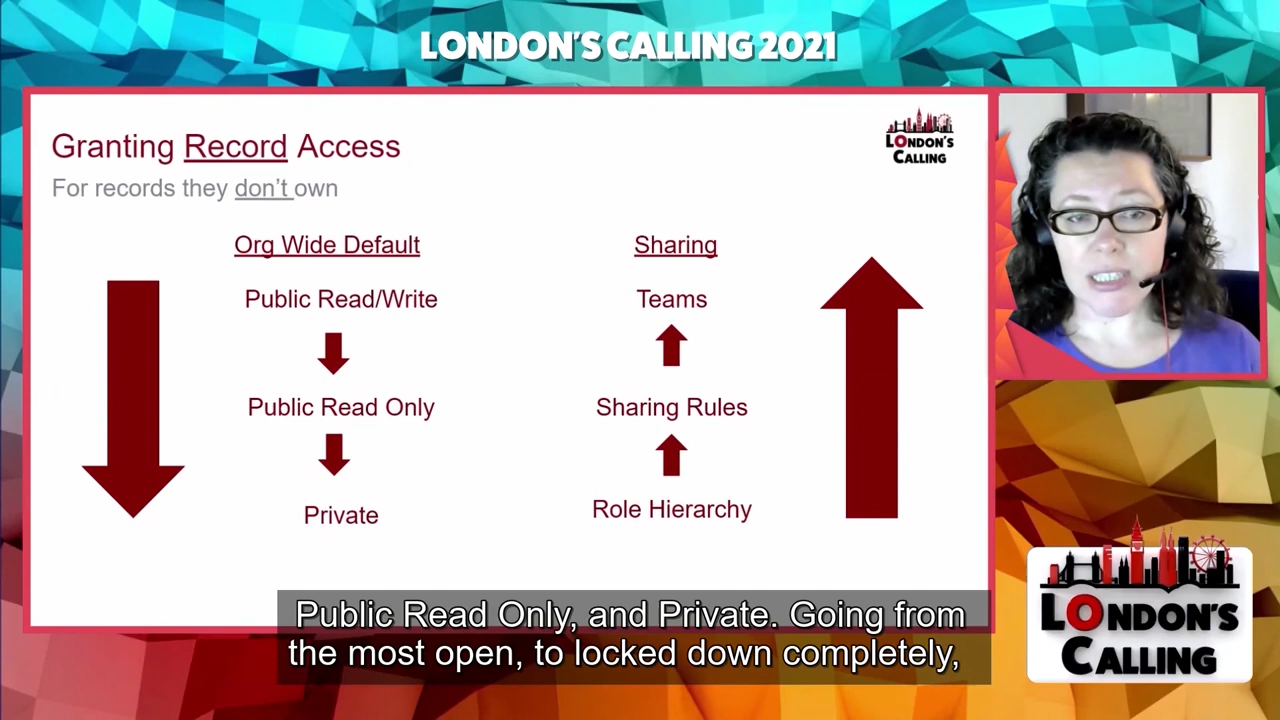 LONDON'S CALLING 2021
Granting Record Access
For records they don't own
LONDON'S
CALLING
Org Wide Default
Public Read/Write
Public Read Only
Private
Sharing
Teams
Sharing Rules
Role Hierarchy
Public Read Only, and Private. Going from
the most open, to locked down completely,
LONDON'S
CALLING